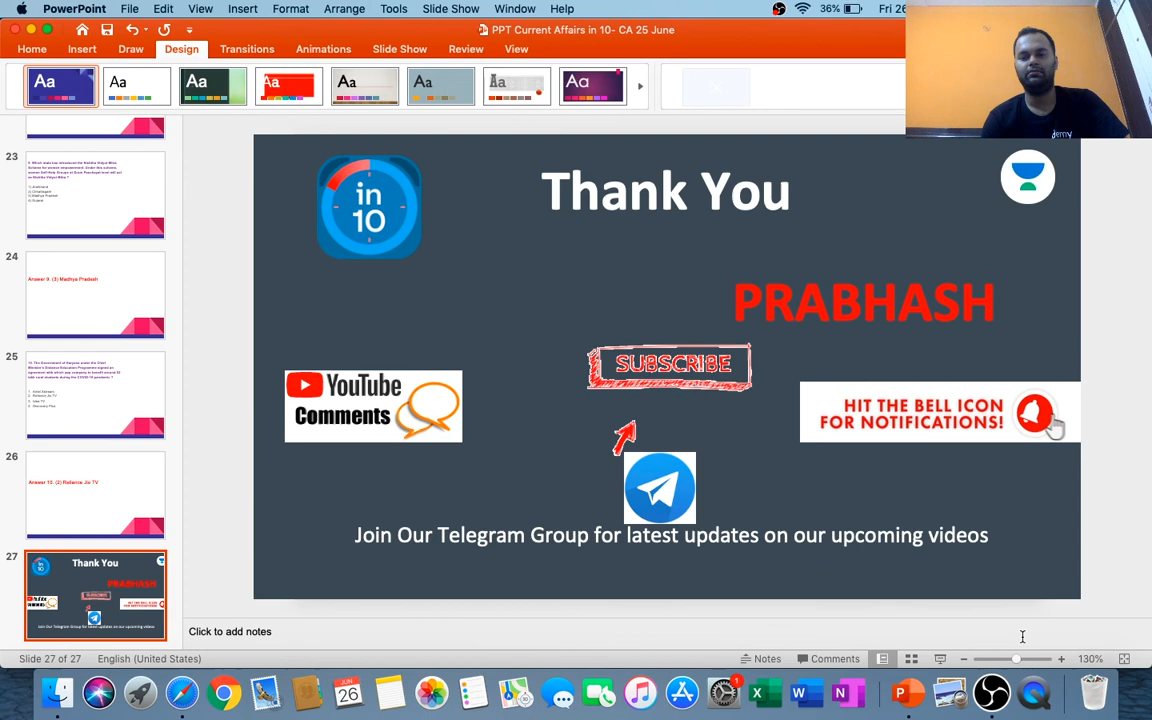 PowerPoint File Edit View Insert Format Arrange Tools Slide Show Window Help 36% Fri 26
PPT Current Affairs in 10- CA 25 June
Home Insert Draw Design Transitions Animations Slide Show Review View
Aa Aa Aa Aa Aa Aa Aa Aa
23
24
Answer 9. (3) Madhya Pradesh
25
26
Answer 10. (2) Reliance Jio TV
27
Thank You
PRABHASH
SUBSCRIBE
in
10
Thank You
PRABHASH
SUBSCRIBE
YouTube
Comments
HIT THE BELL ICON
FOR NOTIFICATIONS!
Join Our Telegram Group for latest updates on our upcoming videos
Click to add notes
Slide 27 of 27 English (United States) Notes Comments 130%
JUN
26
1